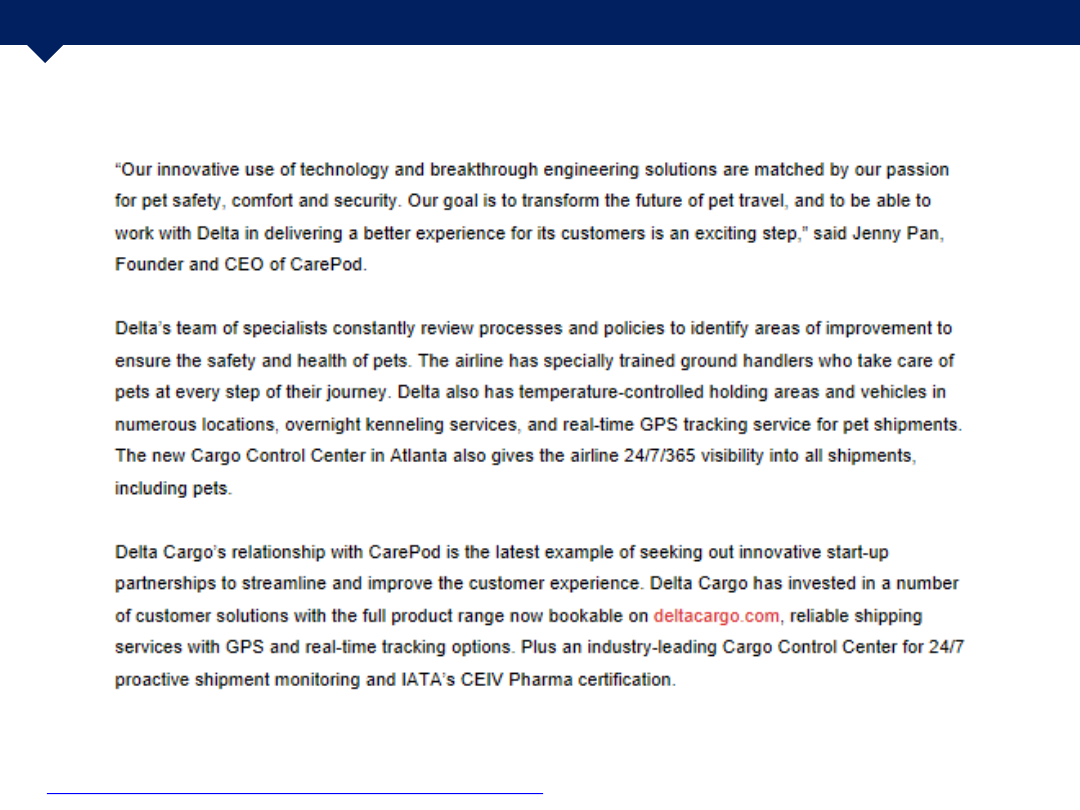 “Our innovative use of technology and breakthrough engineering solutions are matched by our passion
for pet safety, comfort and security. Our goal is to transform the future of pet travel, and to be able to
work with Delta in delivering a better experience for its customers is an exciting step,” said Jenny Pan,
Founder and CEO of CarePod.
Delta’s team of specialists constantly review processes and policies to identify areas of improvement to
ensure the safety and health of pets. The airline has specially trained ground handlers who take care of
pets at every step of their journey. Delta also has temperature-controlled holding areas and vehicles in
numerous locations, overnight kenneling services, and real-time GPS tracking service for pet shipments.
The new Cargo Control Center in Atlanta also gives the airline 24/7/365 visibility into all shipments,
including pets.
Delta Cargo’s relationship with CarePod is the latest example of seeking out innovative start-up
partnerships to streamline and improve the customer experience. Delta Cargo has invested in a number
of customer solutions with the full product range now bookable on deltacargo.com, reliable shipping
services with GPS and real-time tracking options. Plus an industry-leading Cargo Control Center for 24/7
proactive shipment monitoring and IATA’s CEIV Pharma certification.